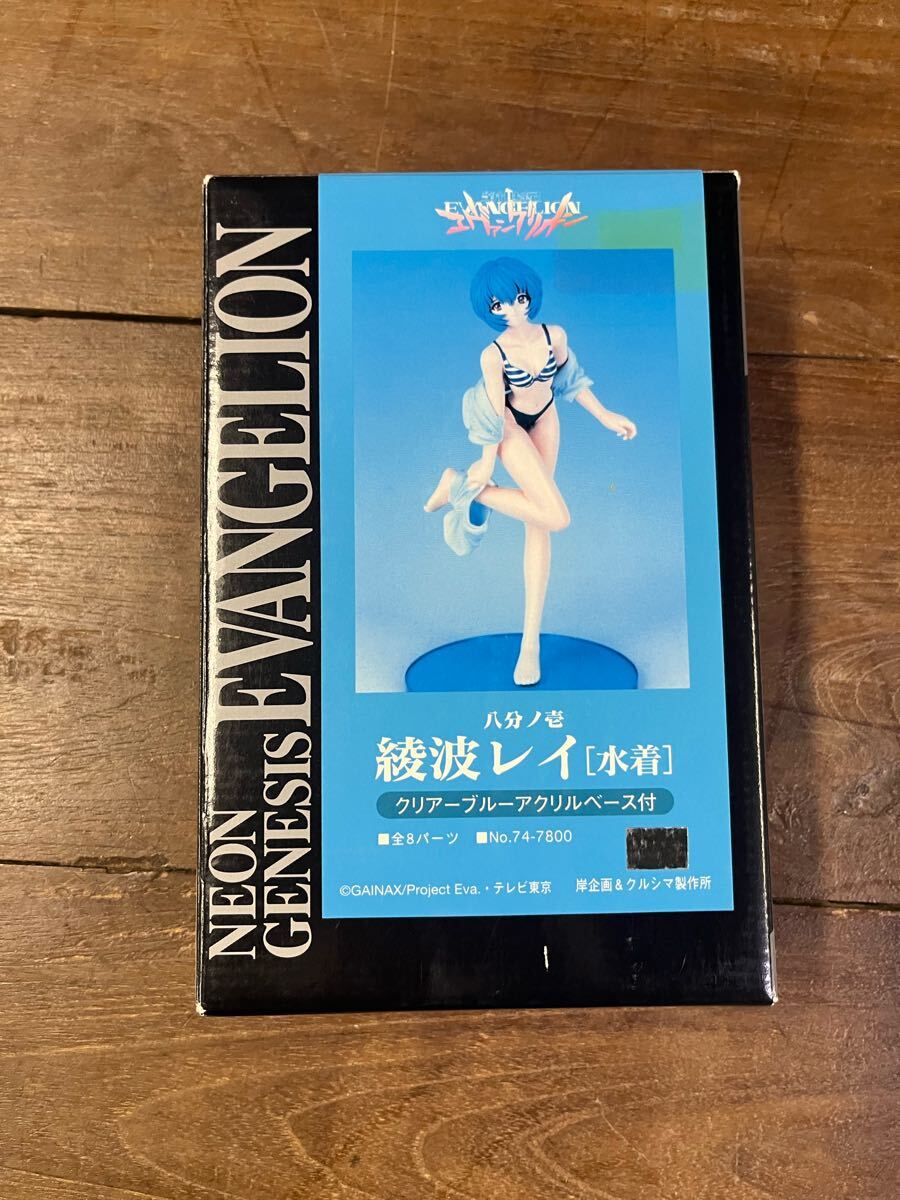 NEON
GENESIS EVANGELION
EVANGELION
エヴァンゲリオン
八分ノ壱
綾波レイ[水着]
クリアーブルーアクリルベース付
■全8パーツ ■No.74-7800
©GAINAX/Project Eva.・テレビ東京 岸企画&クルシマ製作所